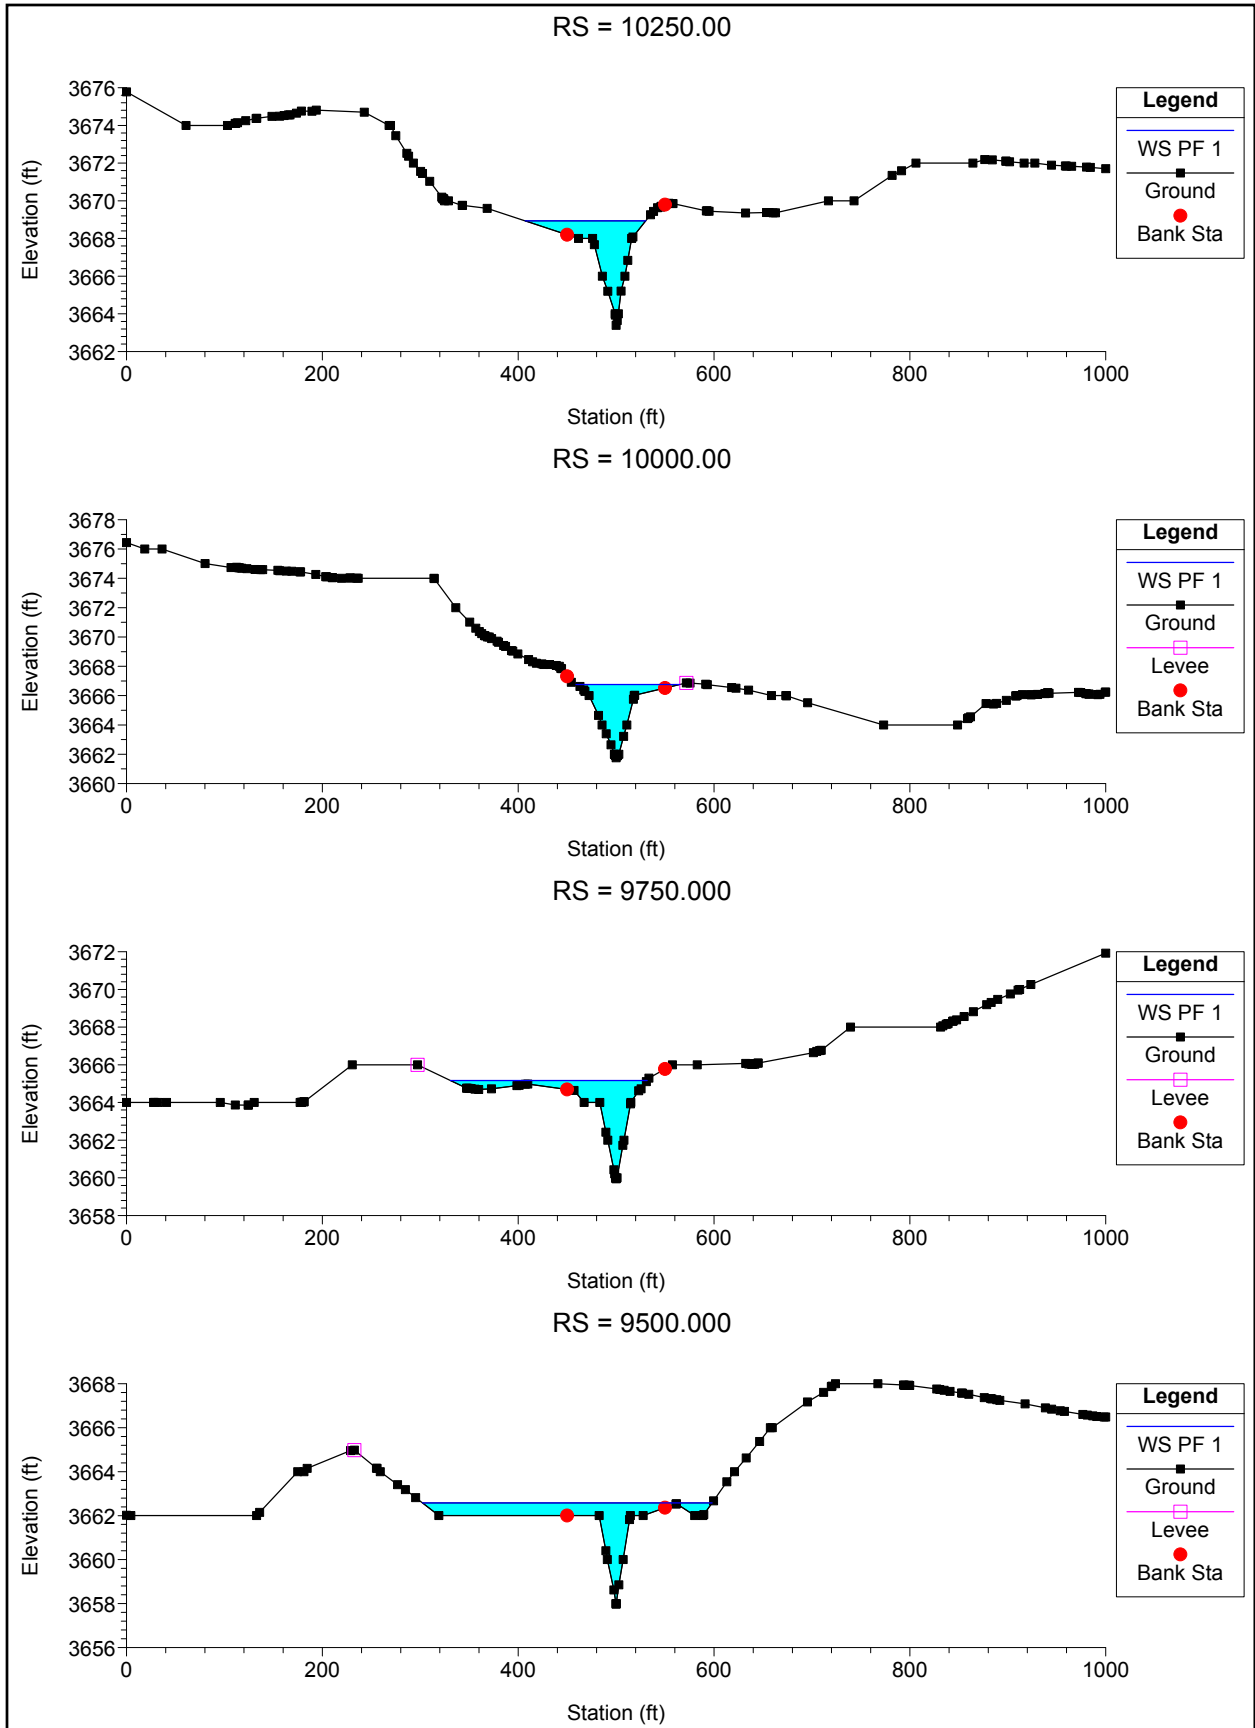 RS = 10250.00
Elevation (ft)
3676
3674
3672
3670
3668
3666
3664
3662
0 200 400 600 800 1000
Station (ft)
Legend
WS PF 1
Ground
Bank Sta
RS = 10000.00
Elevation (ft)
3678
3676
3674
3672
3670
3668
3666
3664
3662
3660
0 200 400 600 800 1000
Station (ft)
Legend
WS PF 1
Ground
Levee
Bank Sta
RS = 9750.000
Elevation (ft)
3672
3670
3668
3666
3664
3662
3660
3658
0 200 400 600 800 1000
Station (ft)
Legend
WS PF 1
Ground
Levee
Bank Sta
RS = 9500.000
Elevation (ft)
3668
3666
3664
3662
3660
3658
3656
0 200 400 600 800 1000
Station (ft)
Legend
WS PF 1
Ground
Levee
Bank Sta